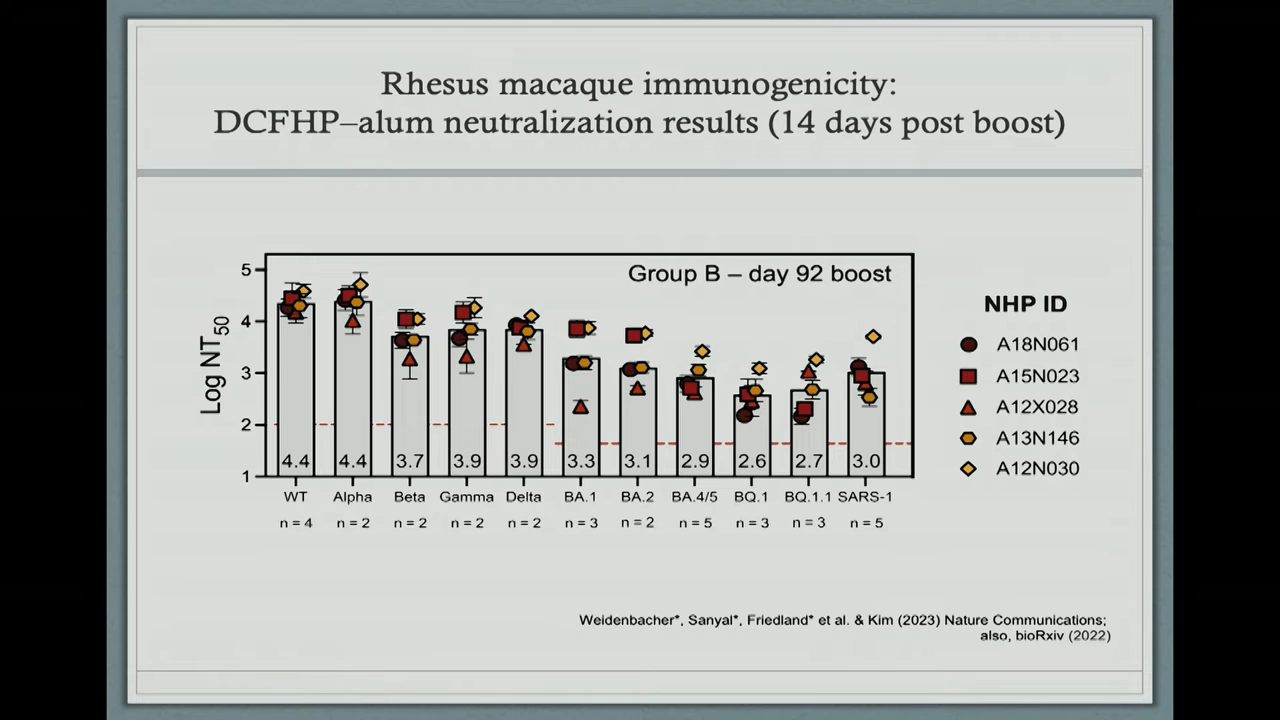 Rhesus macaque immunogenicity:
DCFHP–alum neutralization results (14 days post boost)
Group B – day 92 boost
Log NT50
5
4
3
2
1
4.4 4.4 3.7 3.9 3.9 3.3 3.1 2.9 2.6 2.7 3.0
WT Alpha Beta Gamma Delta BA.1 BA.2 BA.4/5 BQ.1 BQ.1.1 SARS-1
n = 4 n = 2 n = 2 n = 2 n = 2 n = 3 n = 2 n = 5 n = 3 n = 3 n = 5
NHP ID
A18N061
A15N023
A12X028
A13N146
A12N030
Weidenbacher*, Sanyal*, Friedland* et al. & Kim (2023) Nature Communications;
also, bioRxiv (2022)